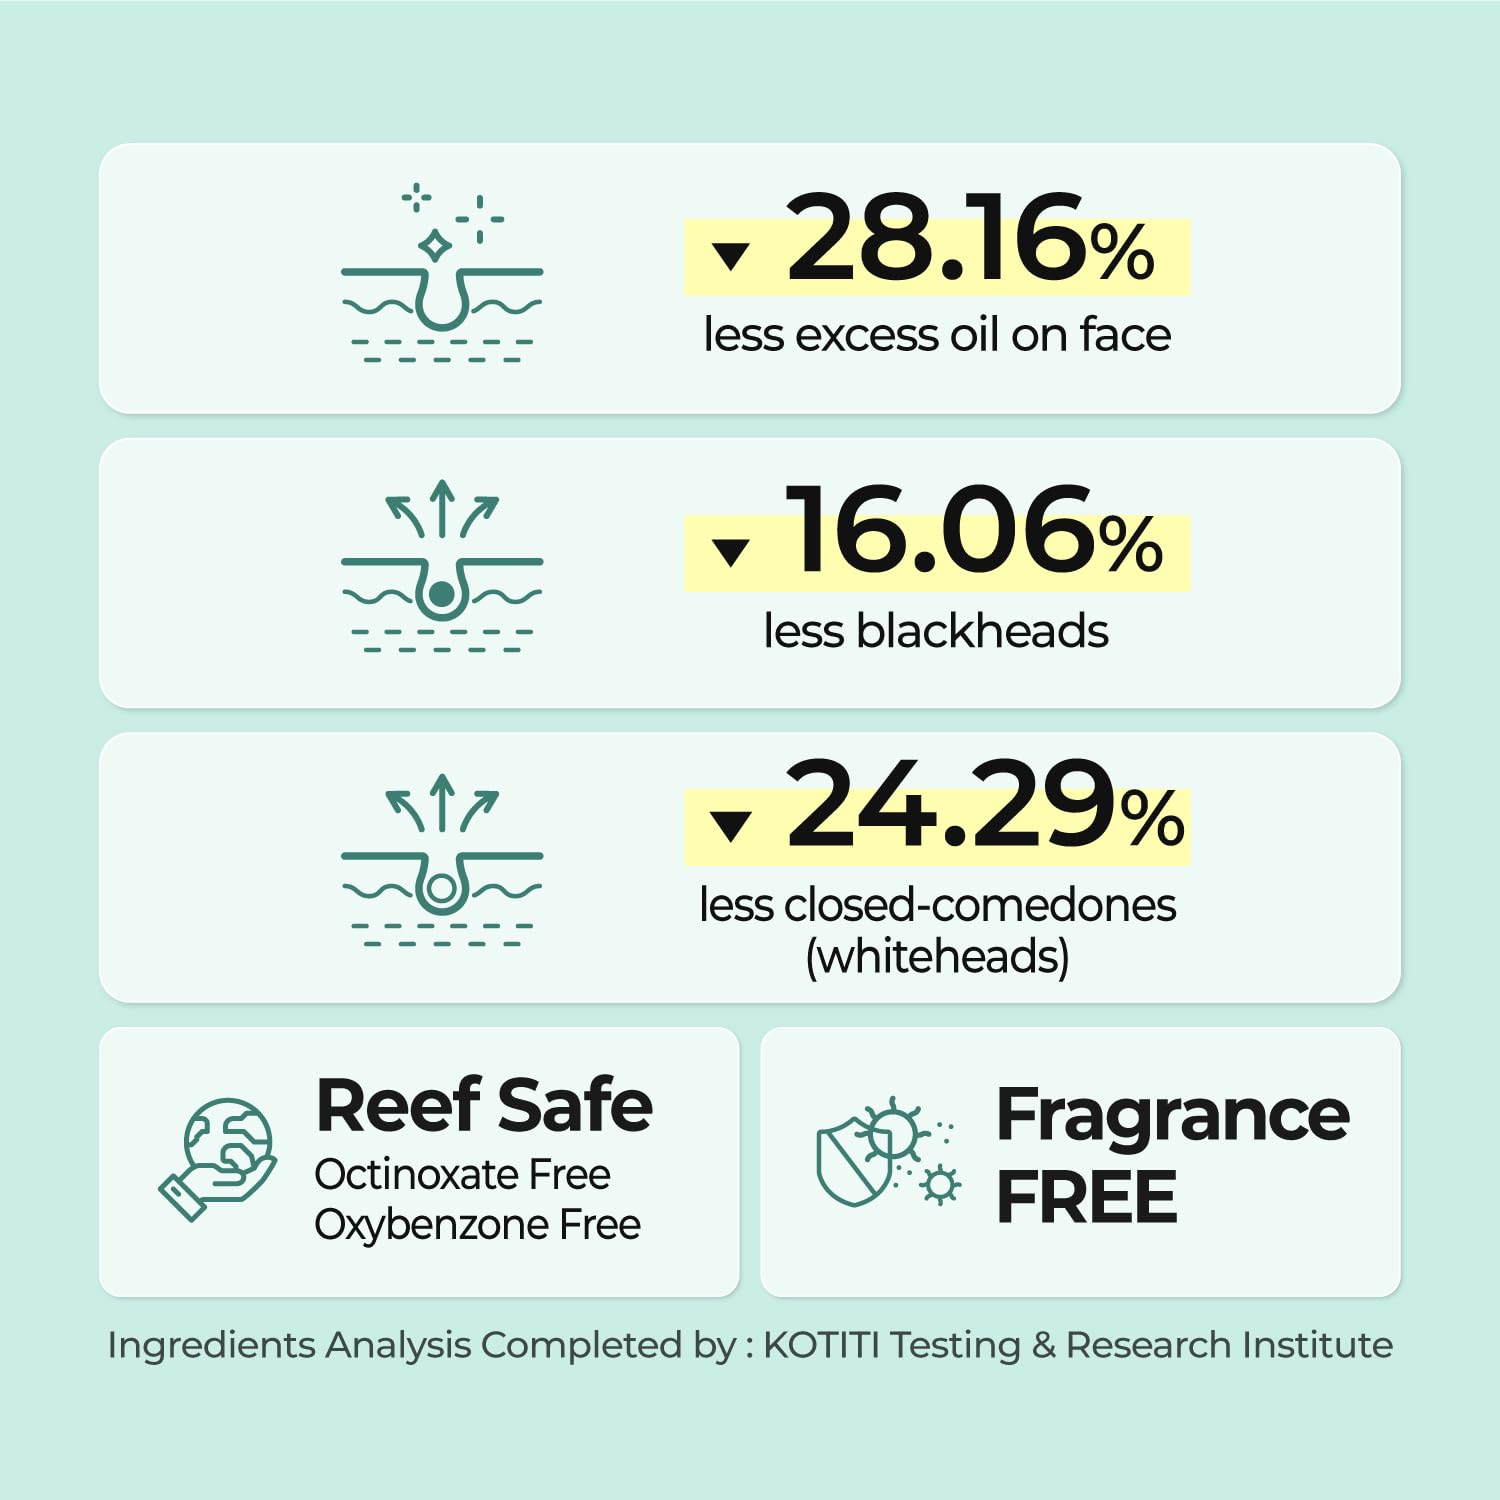 ▼ 28.16%
less excess oil on face
▼ 16.06%
less blackheads
▼ 24.29%
less closed-comedones
(whiteheads)
Reef Safe
Octinoxate Free
Oxybenzone Free
Fragrance
FREE
Ingredients Analysis Completed by : KOTITI Testing & Research Institute